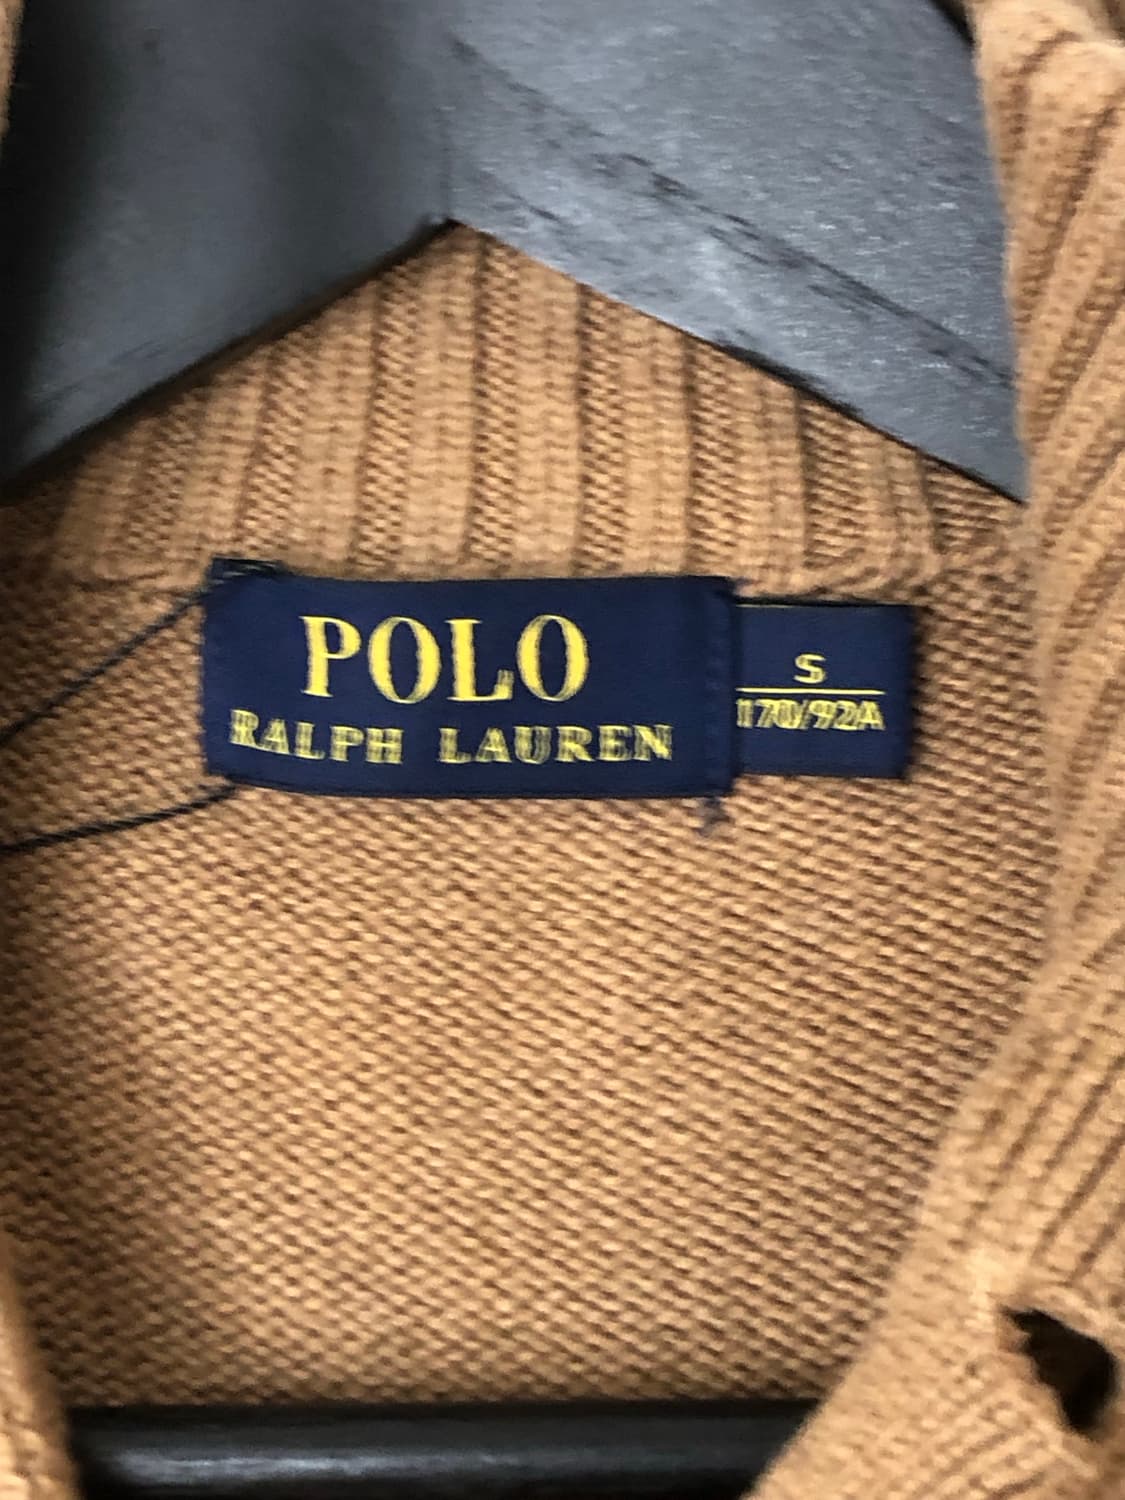 POLO
RALPH LAUREN
S
170/92A